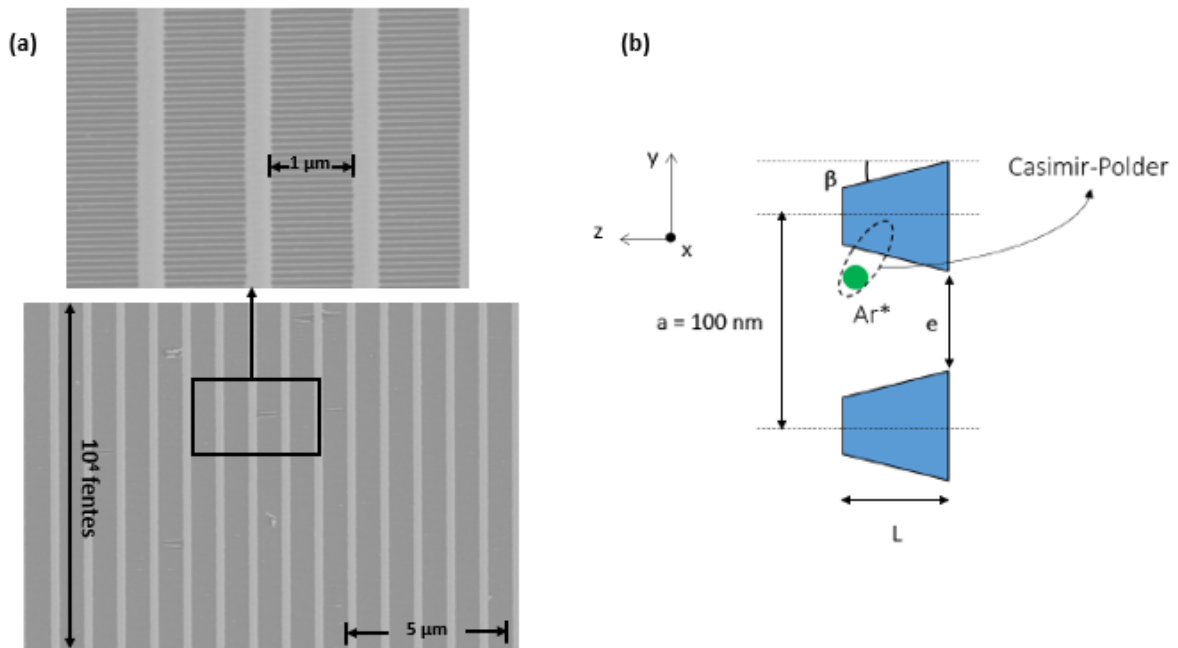 (a)
1 µm
10⁴ fentes
5 µm
(b)
y
z
x
β
Casimir-Polder
Ar*
a = 100 nm
e
L